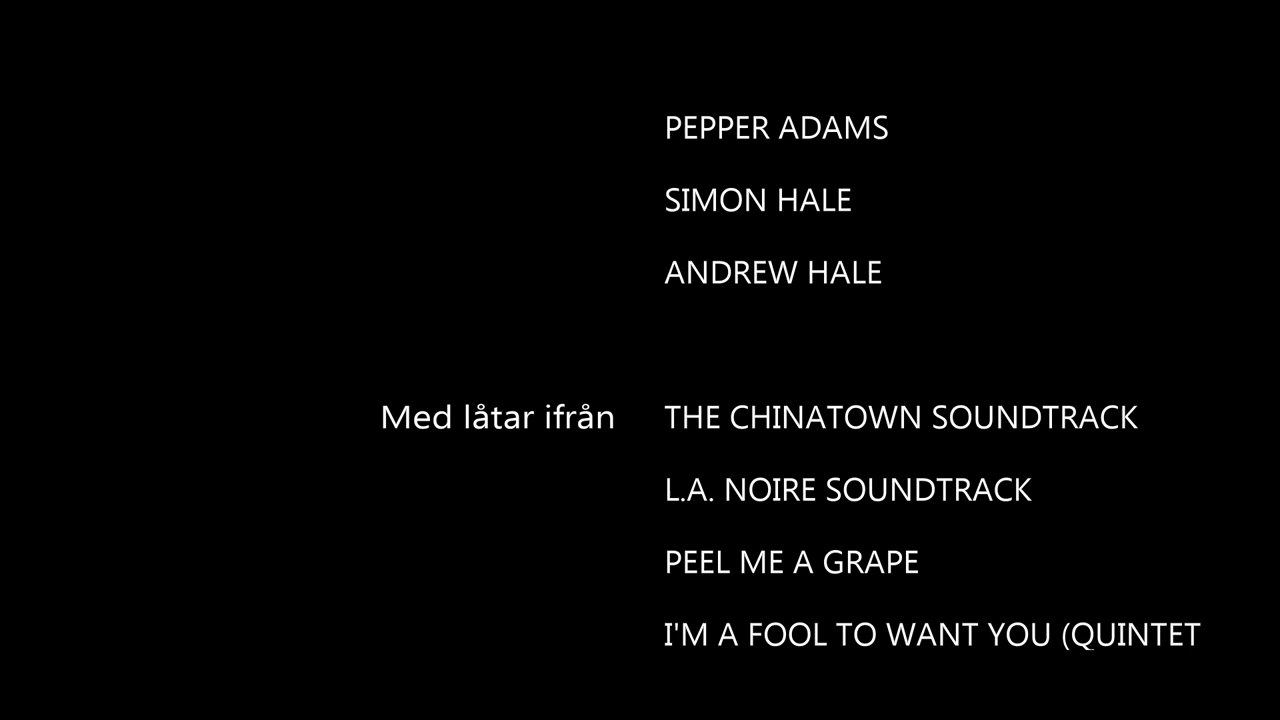 PEPPER ADAMS
SIMON HALE
ANDREW HALE
Med låtar ifrån THE CHINATOWN SOUNDTRACK
L.A. NOIRE SOUNDTRACK
PEEL ME A GRAPE
I'M A FOOL TO WANT YOU (QUINTET